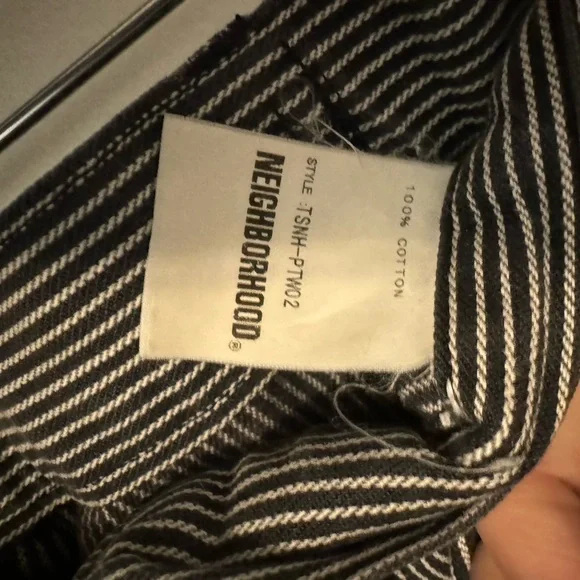 NEIGHBORHOOD®
STYLE :TSNH-PTW02
100% COTTON